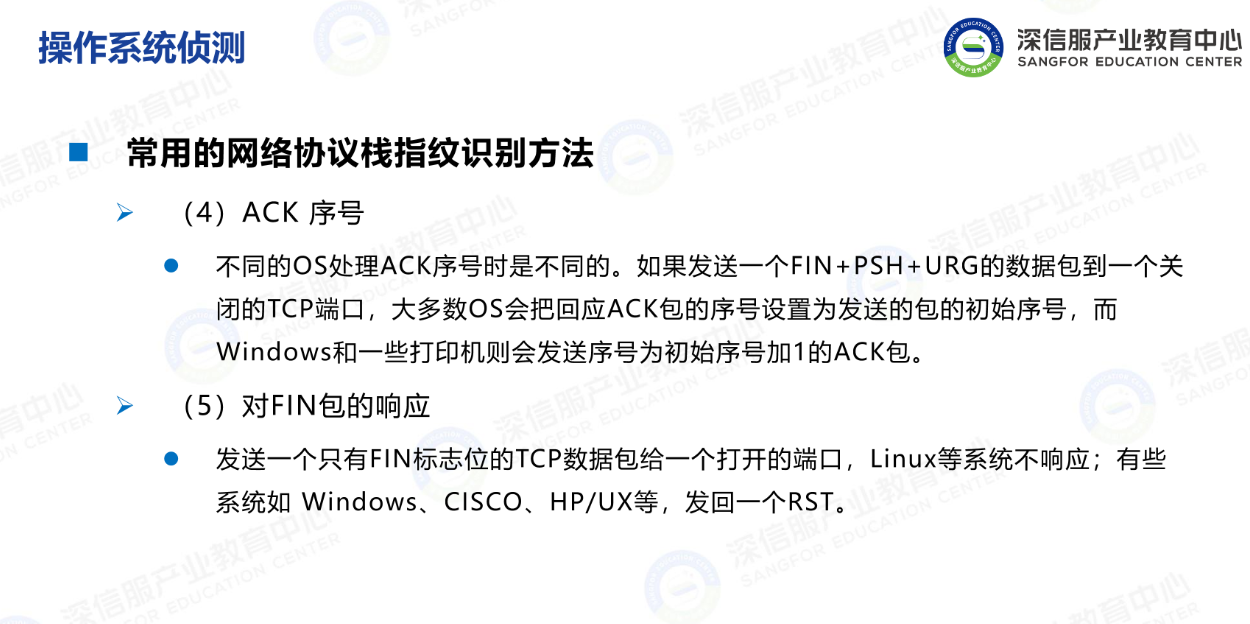 操作系统侦测
深信服产业教育中心
SANGFOR EDUCATION CENTER
常用的网络协议栈指纹识别方法
（4）ACK 序号
不同的OS处理ACK序号时是不同的。如果发送一个FIN+PSH+URG的数据包到一个关
闭的TCP端口，大多数OS会把回应ACK包的序号设置为发送的包的初始序号，而
Windows和一些打印机则会发送序号为初始序号加1的ACK包。
（5）对FIN包的响应
发送一个只有FIN标志位的TCP数据包给一个打开的端口，Linux等系统不响应；有些
系统如 Windows、CISCO、HP/UX等，发回一个RST。